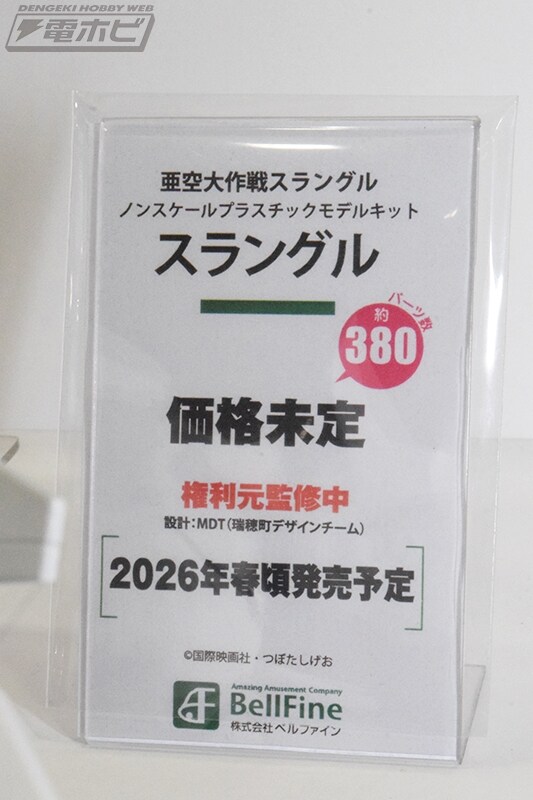 DENGEKI HOBBY WEB
電ホビ
亜空大作戦スラングル
ノンスケールプラスチックモデルキット
スラングル
パーツ数
約
380
価格未定
権利元監修中
設計：MDT（瑞穂町デザインチーム）
2026年春頃発売予定
©国際映画社・つぼたしげお
Amazing Amusement Company
BellFine
株式会社ベルファイン